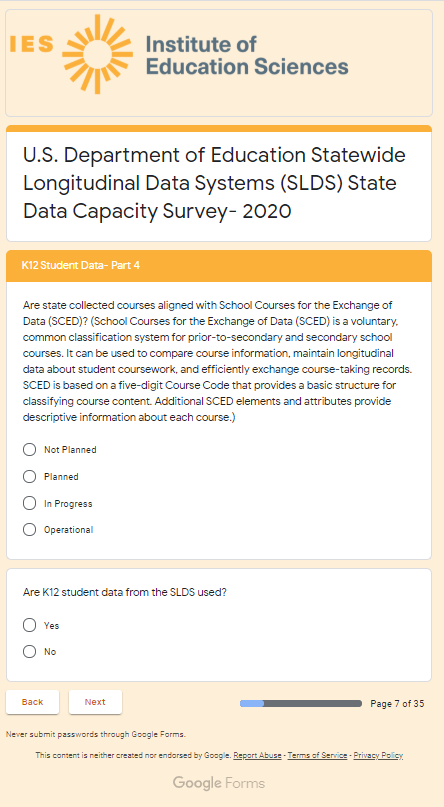 IES
Institute of
Education Sciences
U.S. Department of Education Statewide
Longitudinal Data Systems (SLDS) State
Data Capacity Survey- 2020
K12 Student Data- Part 4
Are state collected courses aligned with School Courses for the Exchange of
Data (SCED)? (School Courses for the Exchange of Data (SCED) is a voluntary,
common classification system for prior-to-secondary and secondary school
courses. It can be used to compare course information, maintain longitudinal
data about student coursework, and efficiently exchange course-taking records.
SCED is based on a five-digit Course Code that provides a basic structure for
classifying course content. Additional SCED elements and attributes provide
descriptive information about each course.)
Not Planned
Planned
In Progress
Operational
Are K12 student data from the SLDS used?
Yes
No
Back Next Page 7 of 35
Never submit passwords through Google Forms.
This content is neither created nor endorsed by Google. Report Abuse - Terms of Service - Privacy Policy
Google Forms